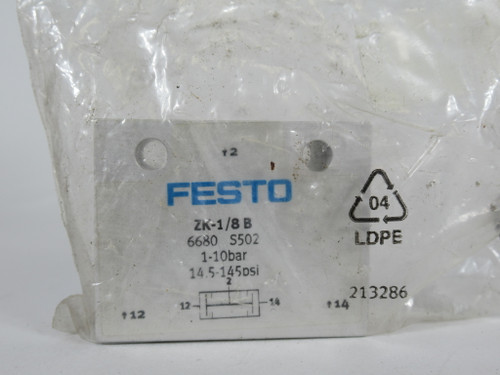 ↑2
FESTO
ZK-1/8 B
6680 S502
1-10bar
14.5-145psi
2
12 14
↑12 ↑14
04
LDPE
213286